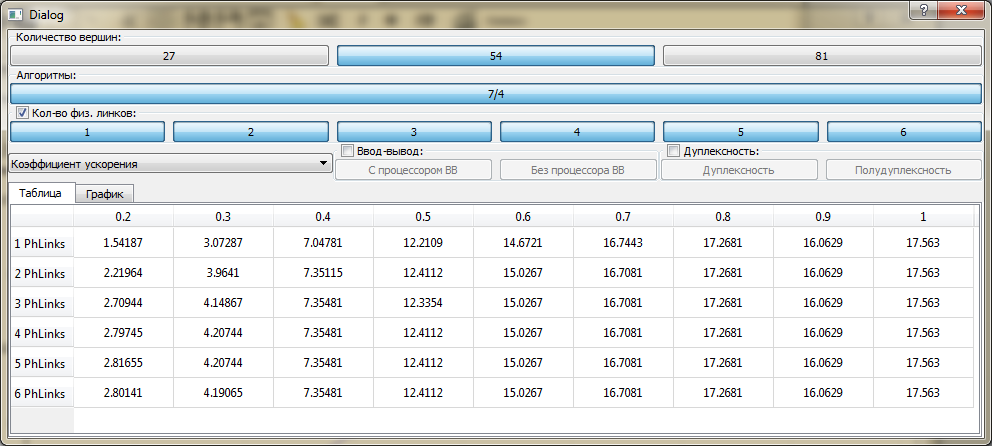 Dialog
Количество вершин:
27 54 81
Алгоритмы:
7/4
Кол-во физ. линков:
1 2 3 4 5 6
Коэффициент ускорения Ввод-вывод: Дуплексность:
С процессором ВВ Без процессора ВВ Дуплексность Полудуплексность
Таблица График
0.2 0.3 0.4 0.5 0.6 0.7 0.8 0.9 1
1 PhLinks 1.54187 3.07287 7.04781 12.2109 14.6721 16.7443 17.2681 16.0629 17.563
2 PhLinks 2.21964 3.9641 7.35115 12.4112 15.0267 16.7081 17.2681 16.0629 17.563
3 PhLinks 2.70944 4.14867 7.35481 12.3354 15.0267 16.7081 17.2681 16.0629 17.563
4 PhLinks 2.79745 4.20744 7.35481 12.4112 15.0267 16.7081 17.2681 16.0629 17.563
5 PhLinks 2.81655 4.20744 7.35481 12.4112 15.0267 16.7081 17.2681 16.0629 17.563
6 PhLinks 2.80141 4.19065 7.35481 12.4112 15.0267 16.7081 17.2681 16.0629 17.563